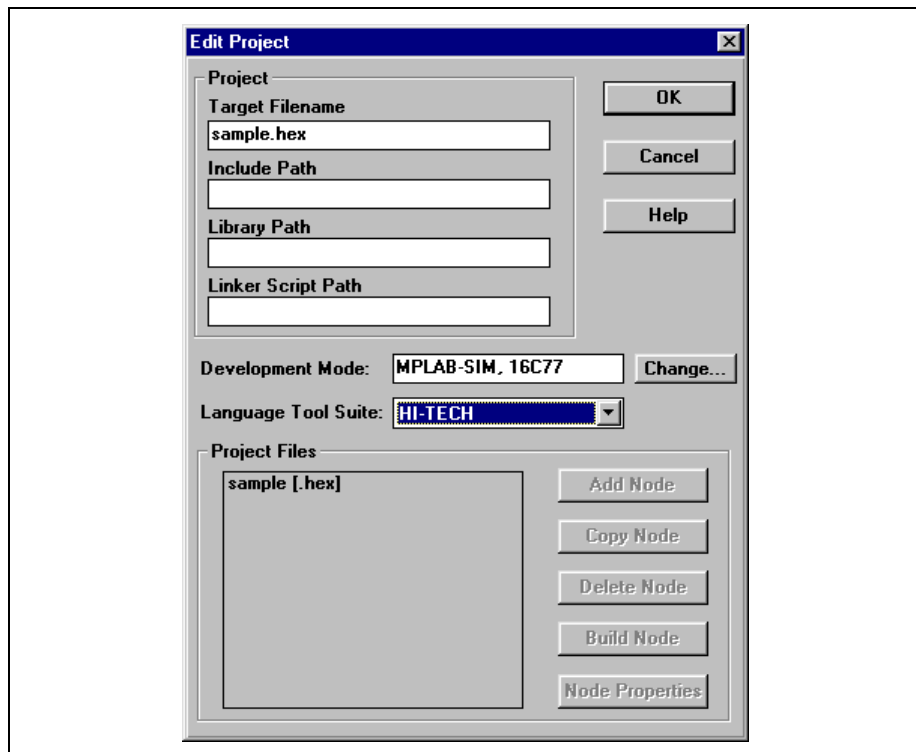 Edit Project
Project
Target Filename
sample.hex
Include Path
Library Path
Linker Script Path
OK
Cancel
Help
Development Mode: MPLAB-SIM, 16C77 Change...
Language Tool Suite: HI-TECH
Project Files
sample [.hex]
Add Node
Copy Node
Delete Node
Build Node
Node Properties